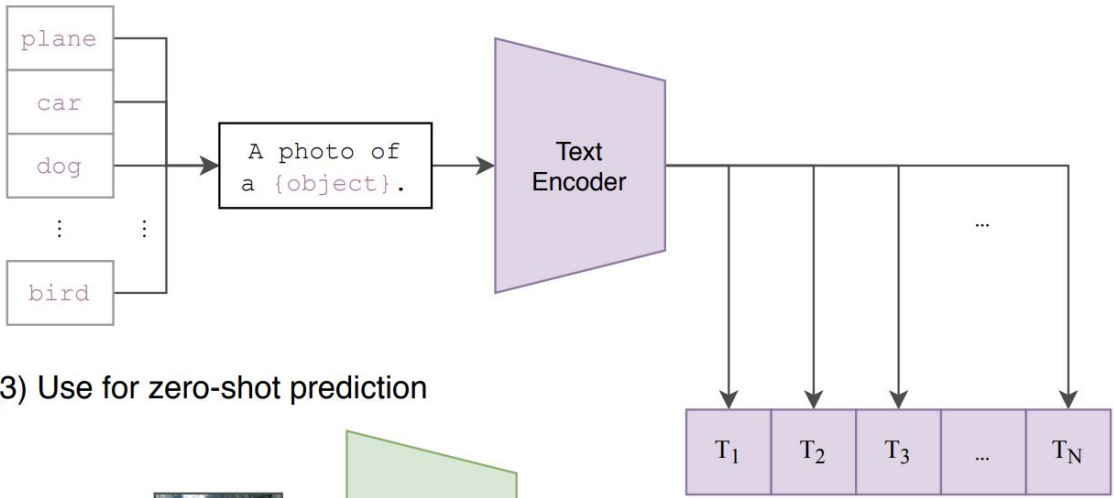 plane
car
dog
⋮ ⋮
bird
A photo of
a {object}.
Text
Encoder
...
3) Use for zero-shot prediction
T1 T2 T3 ... TN